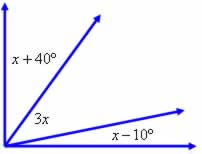 x + 40°
3x
x – 10°